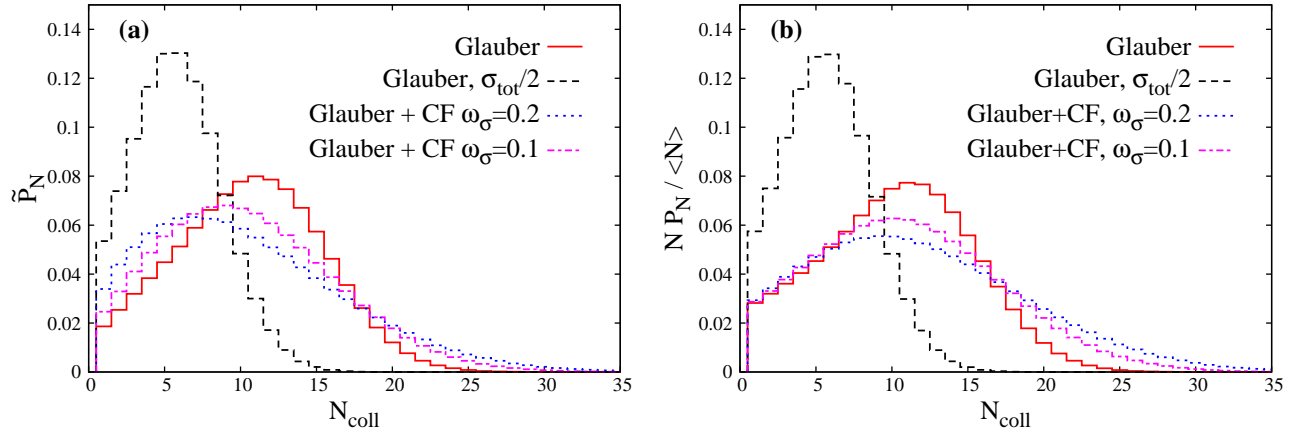 (a)
Glauber
Glauber, σtot/2
Glauber + CF ωσ=0.2
Glauber + CF ωσ=0.1
0.14
0.12
0.1
0.08
0.06
0.04
0.02
0
P̃N
0 5 10 15 20 25 30 35
Ncoll
(b)
Glauber
Glauber, σtot/2
Glauber+CF, ωσ=0.2
Glauber+CF, ωσ=0.1
0.14
0.12
0.1
0.08
0.06
0.04
0.02
0
N PN / <N>
0 5 10 15 20 25 30 35
Ncoll